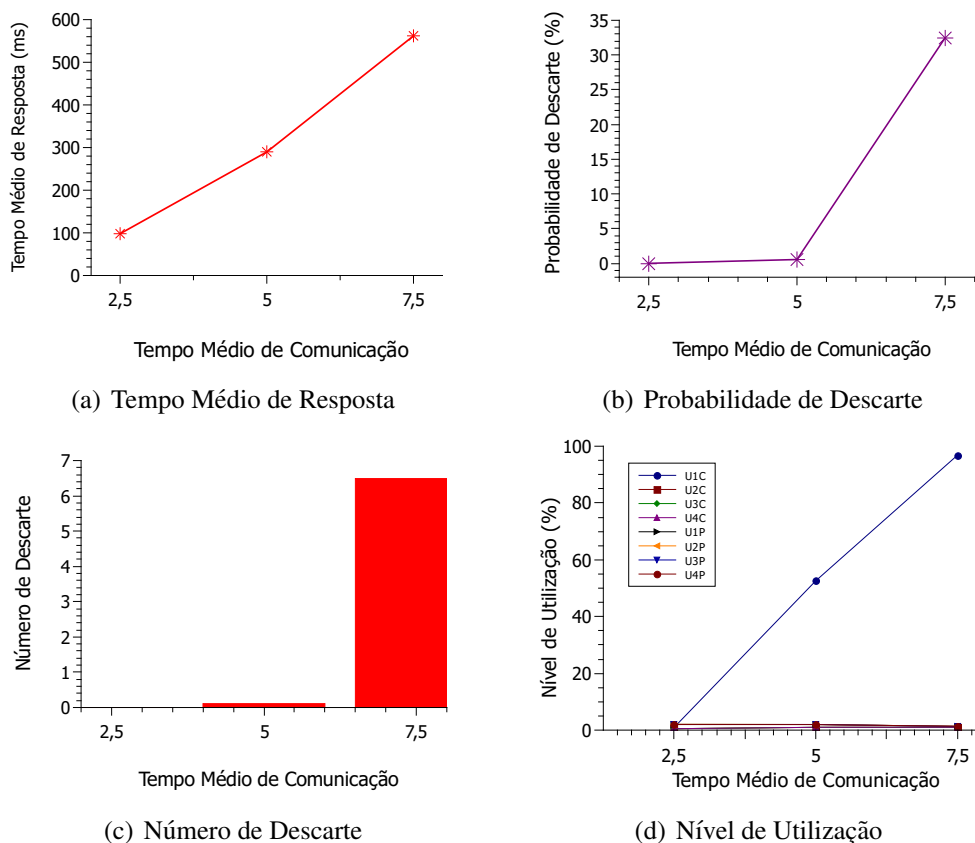 Tempo Médio de Resposta (ms)
600
500
400
300
200
100
0
2,5 5 7,5
Tempo Médio de Comunicação
(a) Tempo Médio de Resposta
Probabilidade de Descarte (%)
35
30
25
20
15
10
5
0
2,5 5 7,5
Tempo Médio de Comunicação
(b) Probabilidade de Descarte
Número de Descarte
7
6
5
4
3
2
1
0
2,5 5 7,5
Tempo Médio de Comunicação
(c) Número de Descarte
Nível de Utilização (%)
100
80
60
40
20
0
U1C
U2C
U3C
U4C
U1P
U2P
U3P
U4P
2,5 5 7,5
Tempo Médio de Comunicação
(d) Nível de Utilização